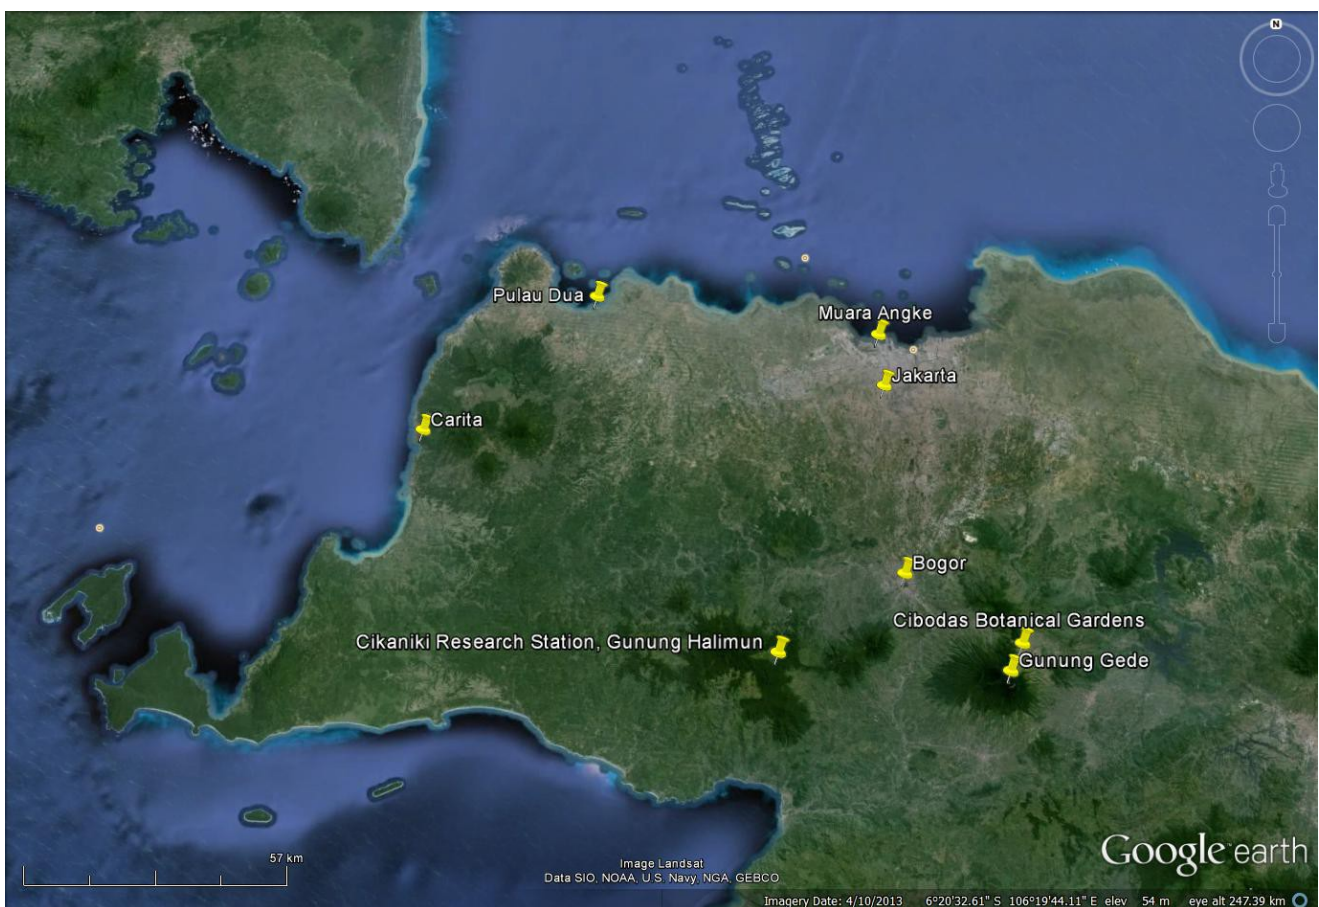 N
Pulau Dua
Muara Angke
Jakarta
Carita
Bogor
Cibodas Botanical Gardens
Cikaniki Research Station, Gunung Halimun
Gunung Gede
57 km
Google earth
Image Landsat
Data SIO, NOAA, U.S. Navy, NGA, GEBCO
Imagery Date: 4/10/2013 6°20'32.61" S 106°19'44.11" E elev 54 m eye alt 247.39 km